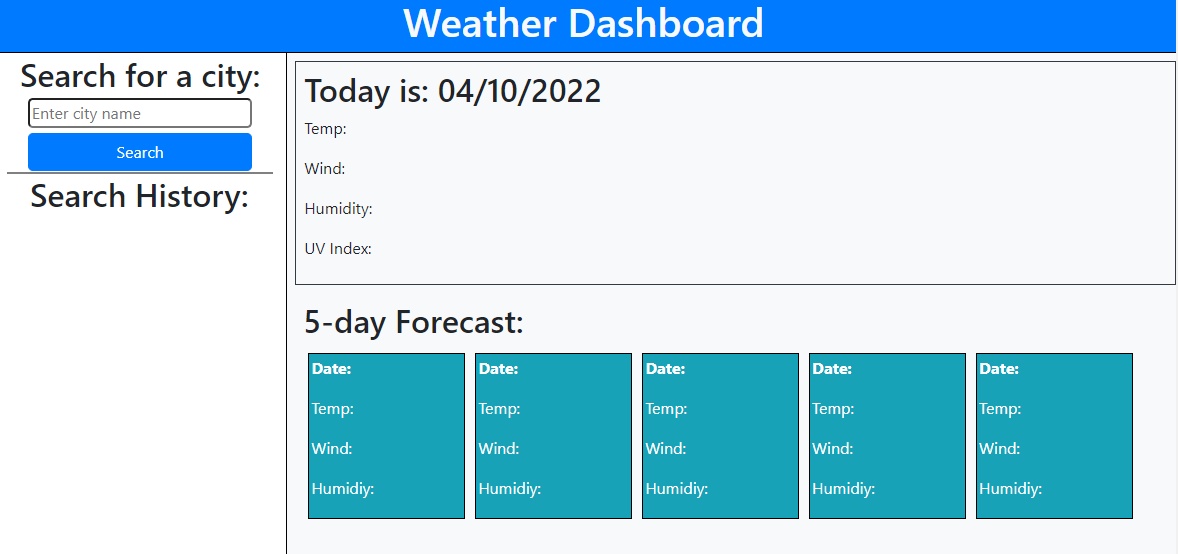 Weather Dashboard
Search for a city:
Enter city name
Search
Search History:
Today is: 04/10/2022
Temp:
Wind:
Humidity:
UV Index:
5-day Forecast:
Date:
Temp:
Wind:
Humidiy:
Date:
Temp:
Wind:
Humidiy:
Date:
Temp:
Wind:
Humidiy:
Date:
Temp:
Wind:
Humidiy:
Date:
Temp:
Wind:
Humidiy: